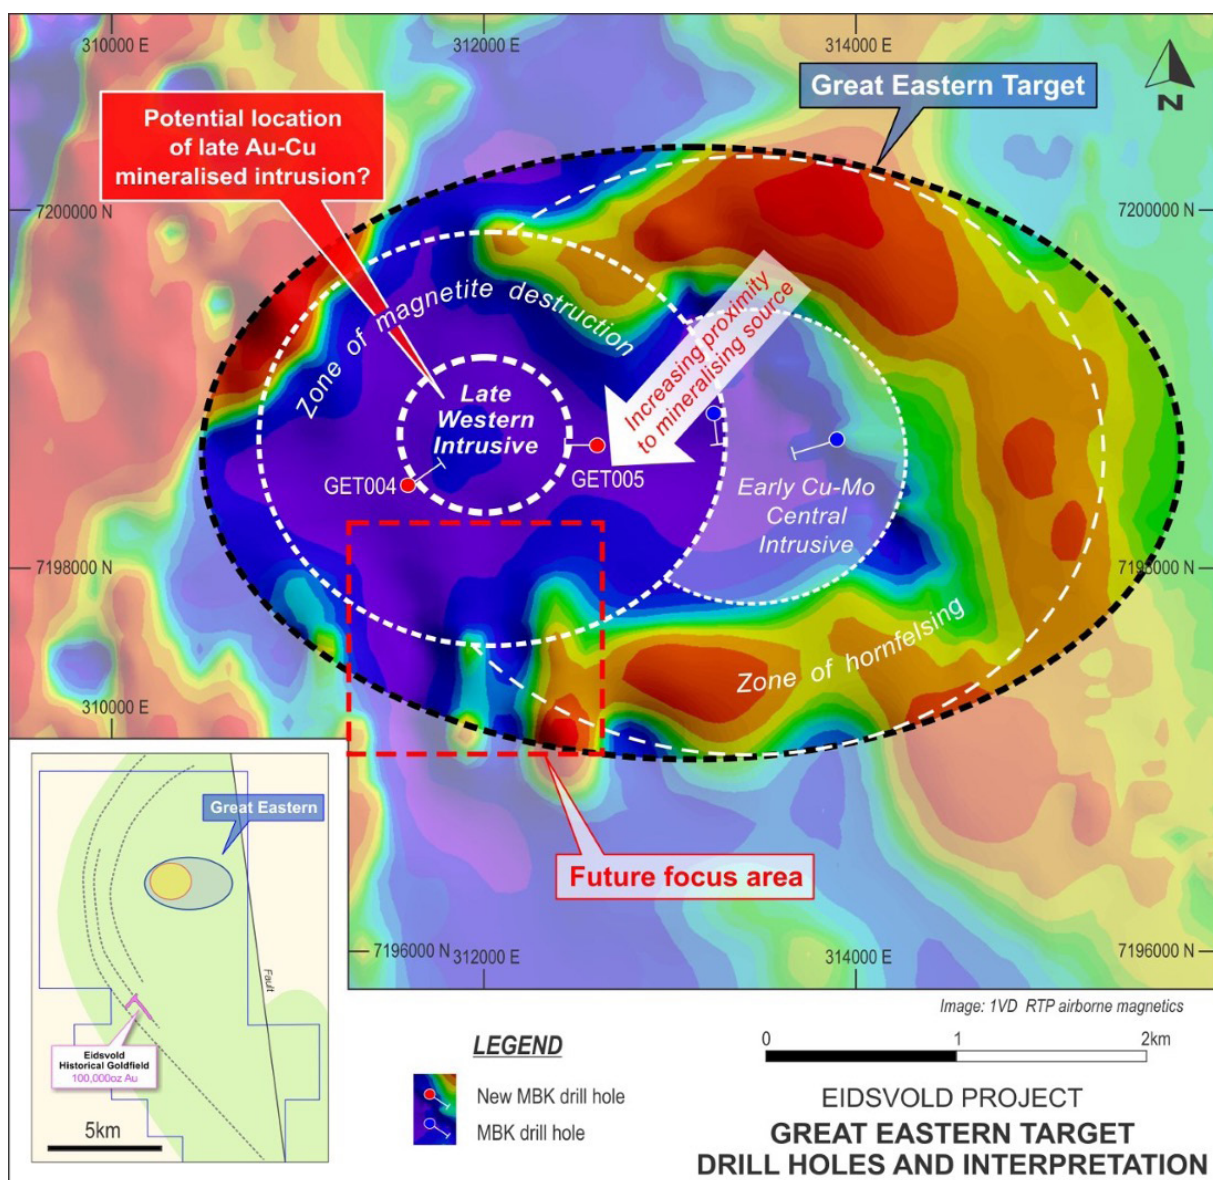 310000 E
312000 E
314000 E
Great Eastern Target
N
Potential location
of late Au-Cu
mineralised intrusion?
7200000 N
7200000 N
Zone of magnetite destruction
Increasing proximity
to mineralising source
Late
Western
Intrusive
GET004
GET005
Early Cu-Mo
Central
Intrusive
7198000 N
7198000 N
Zone of hornfelsing
310000 E
Future focus area
7196000 N
312000 E
314000 E
7196000 N
Great Eastern
Fault
Eidsvold
Historical Goldfield
100,000oz Au
5km
Image: 1VD RTP airborne magnetics
LEGEND
New MBK drill hole
MBK drill hole
0 1 2km
EIDSVOLD PROJECT
GREAT EASTERN TARGET
DRILL HOLES AND INTERPRETATION